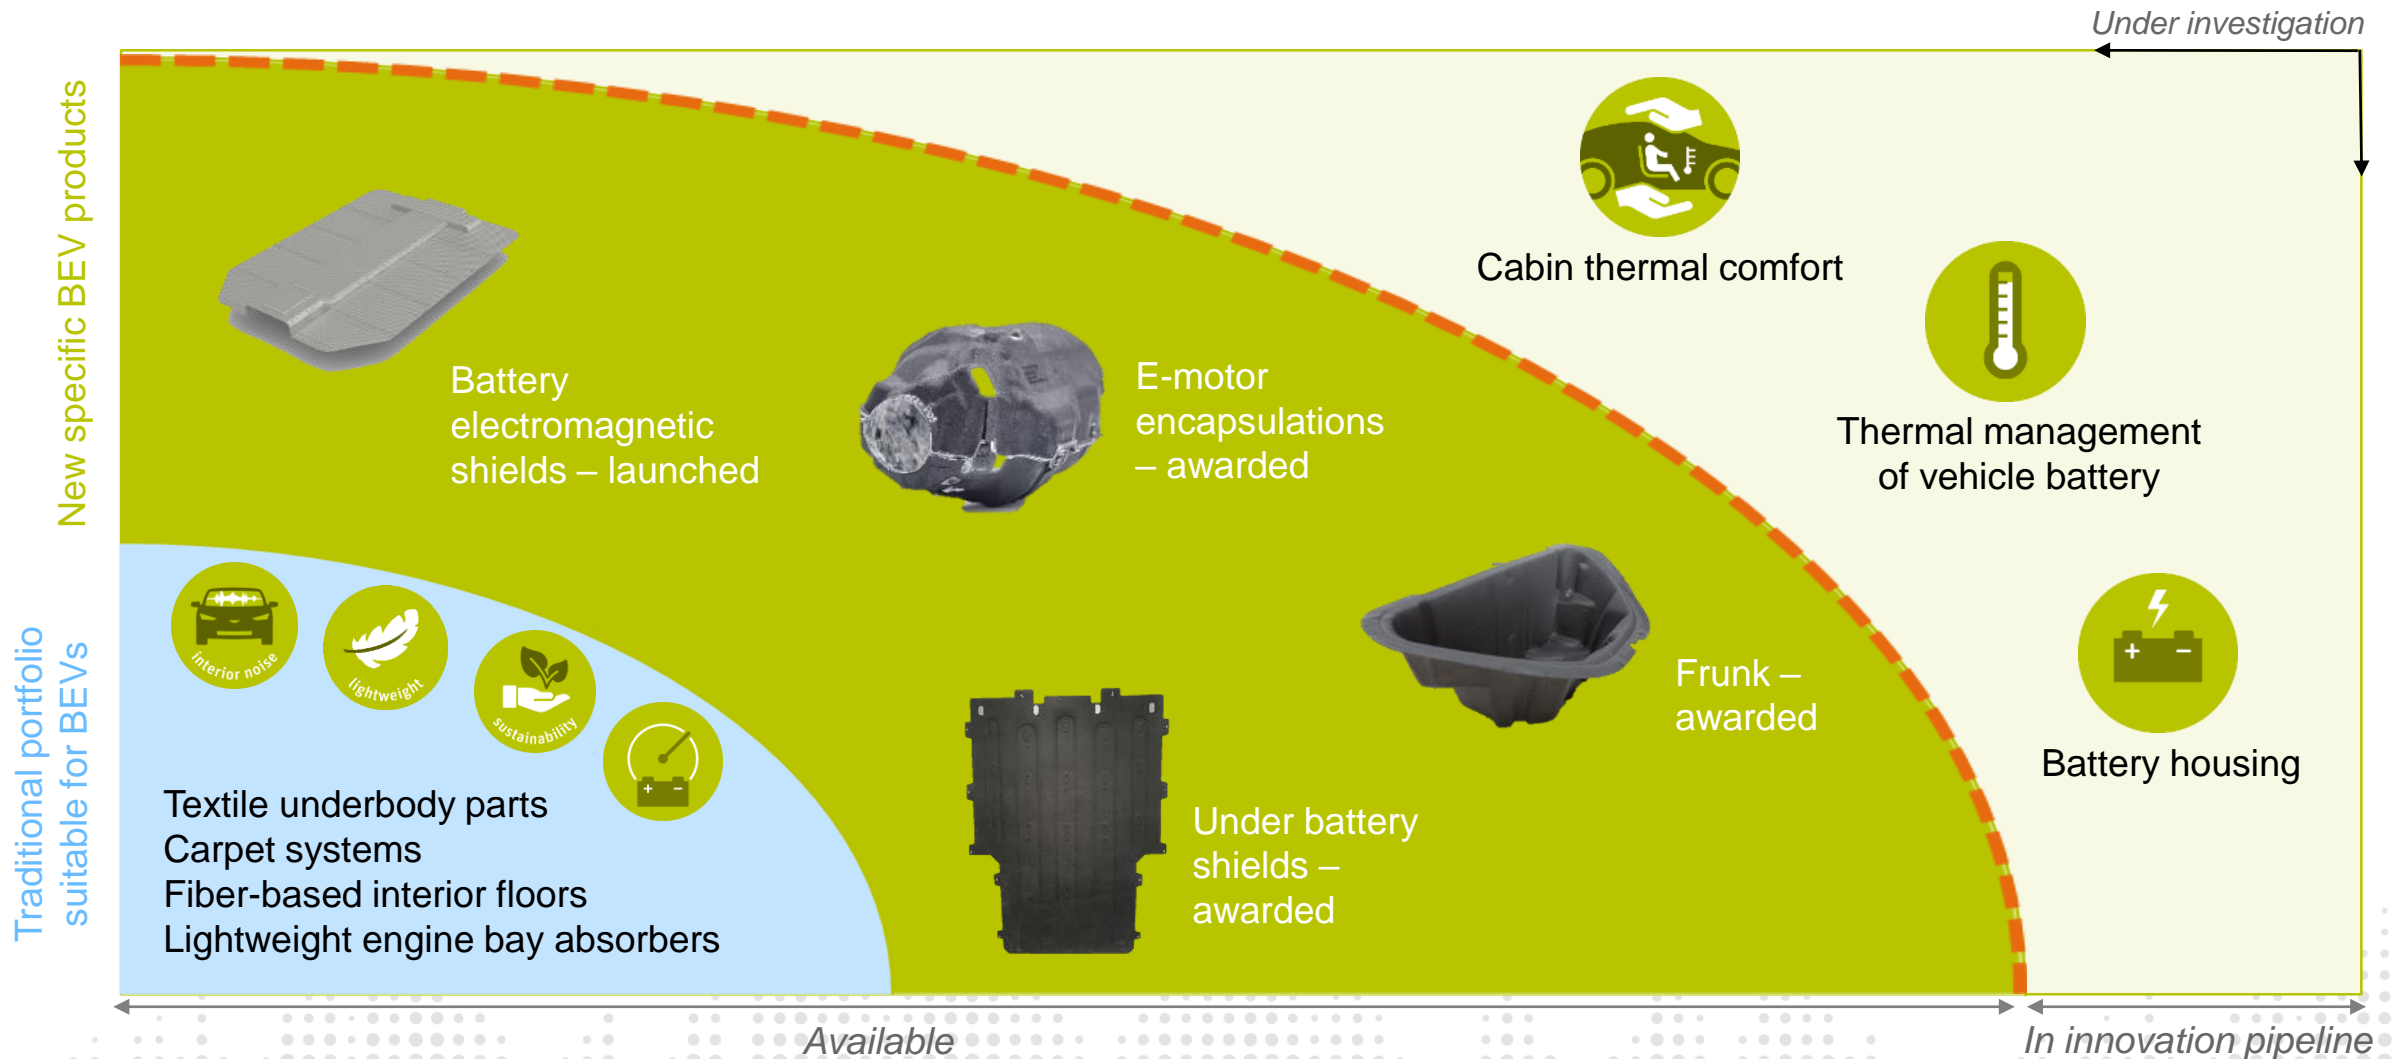 Under investigation
New specific BEV products
Cabin thermal comfort
Thermal management
of vehicle battery
Battery
electromagnetic
shields – launched
E-motor
encapsulations
– awarded
Frunk –
awarded
Battery housing
Under battery
shields –
awarded
Traditional portfolio
suitable for BEVs
interior noise
lightweight
sustainability
+ −
+ −
Textile underbody parts
Carpet systems
Fiber-based interior floors
Lightweight engine bay absorbers
Available
In innovation pipeline